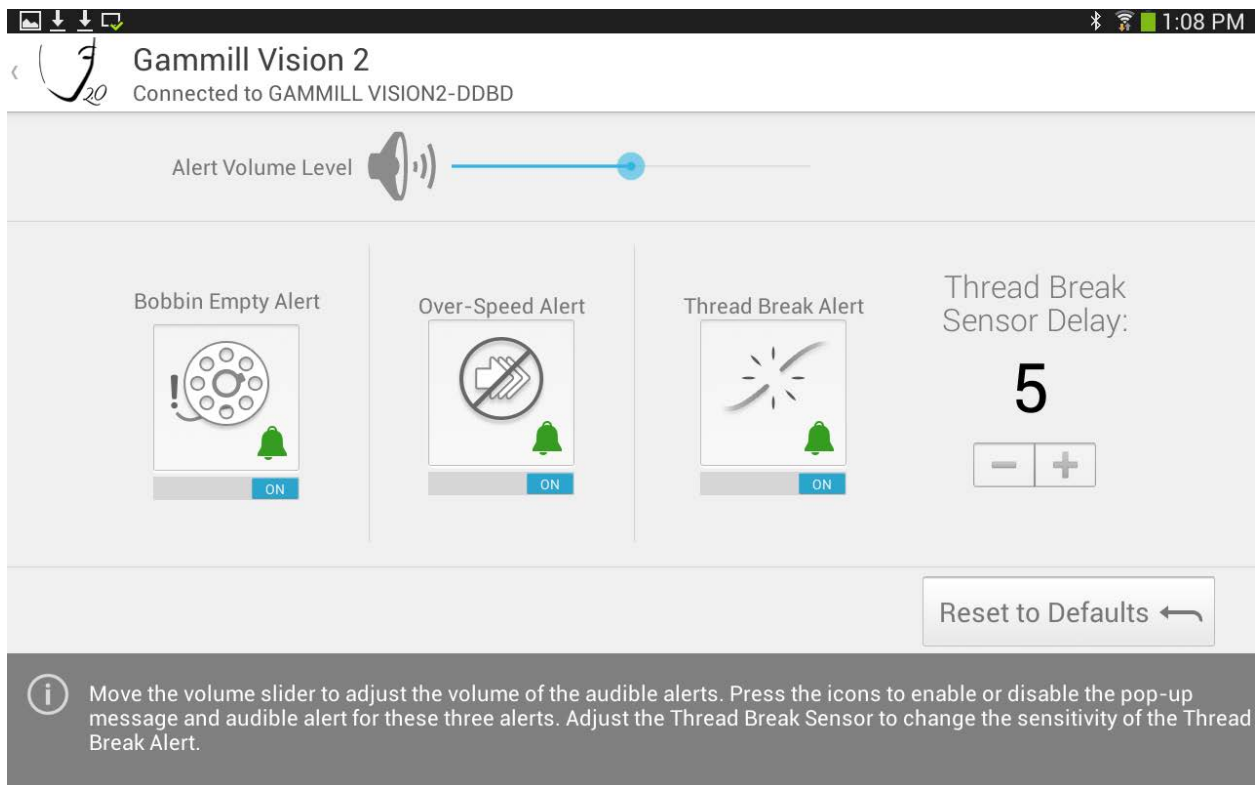 1:08 PM
Gammill Vision 2
Connected to GAMMILL VISION2-DDBD
20
Alert Volume Level
Bobbin Empty Alert
Over-Speed Alert
Thread Break Alert
Thread Break
Sensor Delay:
5
ON
ON
ON
Reset to Defaults
Move the volume slider to adjust the volume of the audible alerts. Press the icons to enable or disable the pop-up
message and audible alert for these three alerts. Adjust the Thread Break Sensor to change the sensitivity of the Thread
Break Alert.